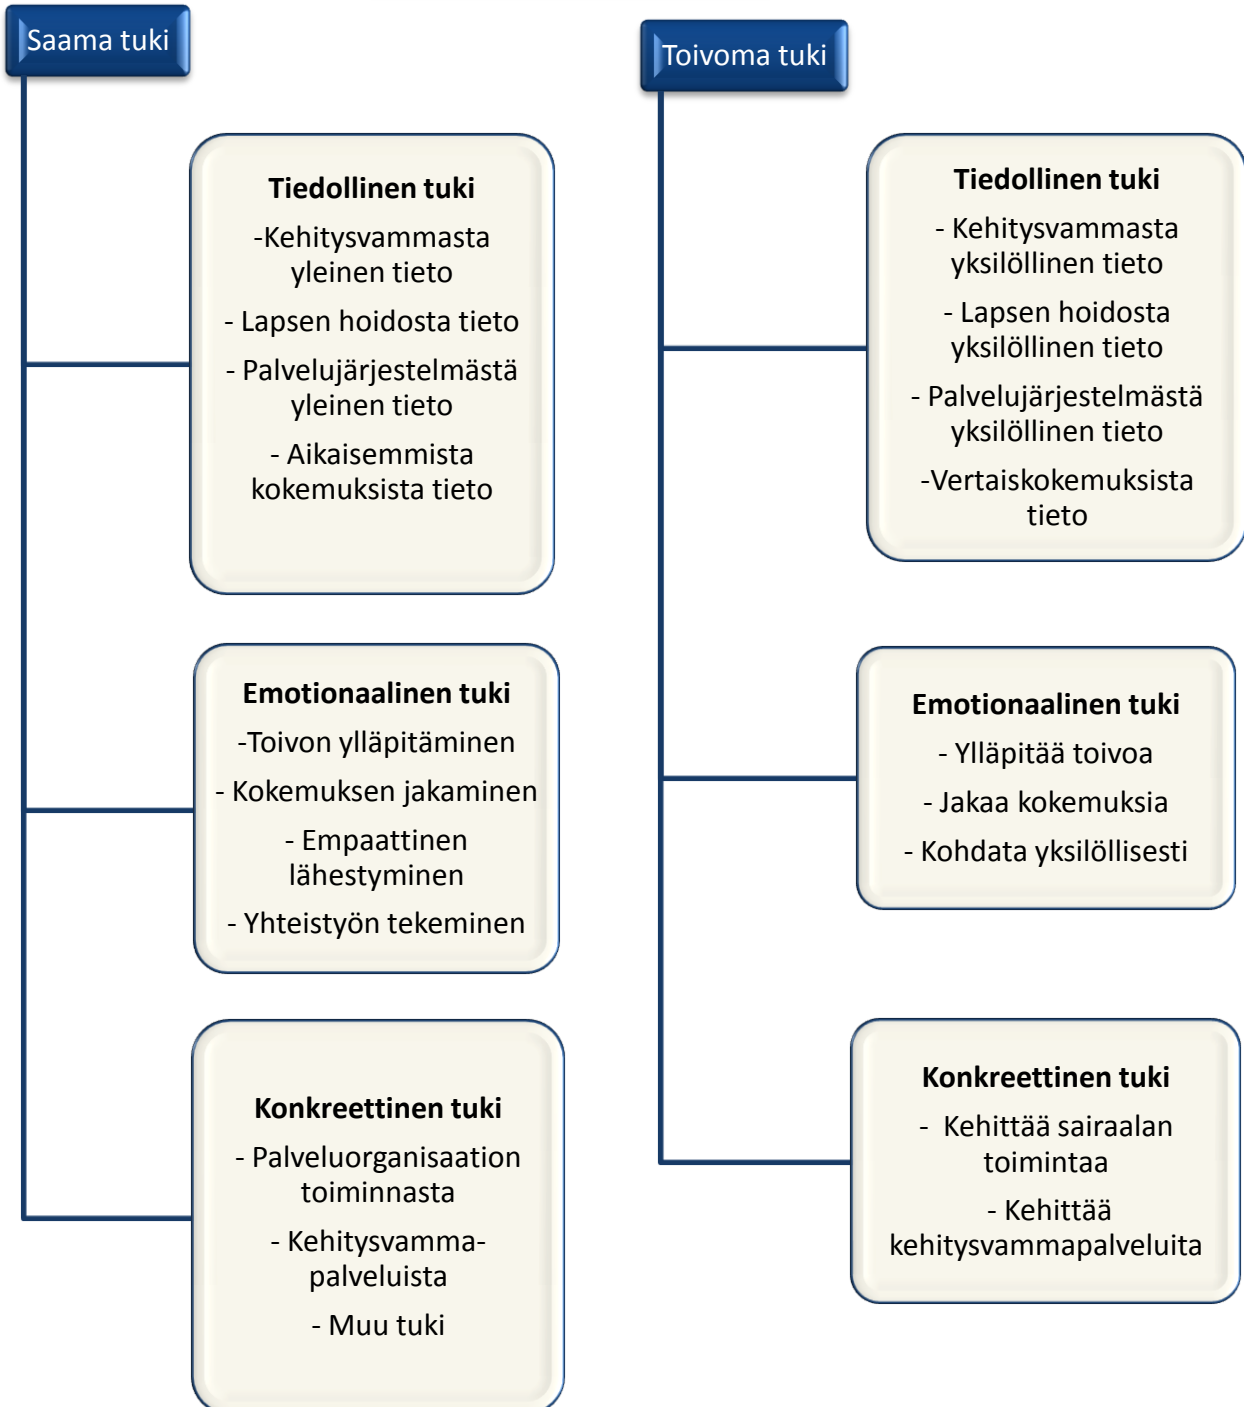 Saama tuki
Tiedollinen tuki
-Kehitysvammasta
yleinen tieto
- Lapsen hoidosta tieto
- Palvelujärjestelmästä
yleinen tieto
- Aikaisemmista
kokemuksista tieto
Emotionaalinen tuki
-Toivon ylläpitäminen
- Kokemuksen jakaminen
- Empaattinen
lähestyminen
- Yhteistyön tekeminen
Konkreettinen tuki
- Palveluorganisaation
toiminnasta
- Kehitysvamma-
palveluista
- Muu tuki
Toivoma tuki
Tiedollinen tuki
- Kehitysvammasta
yksilöllinen tieto
- Lapsen hoidosta
yksilöllinen tieto
- Palvelujärjestelmästä
yksilöllinen tieto
-Vertaiskokemuksista
tieto
Emotionaalinen tuki
- Ylläpitää toivoa
- Jakaa kokemuksia
- Kohdata yksilöllisesti
Konkreettinen tuki
- Kehittää sairaalan
toimintaa
- Kehittää
kehitysvammapalveluita